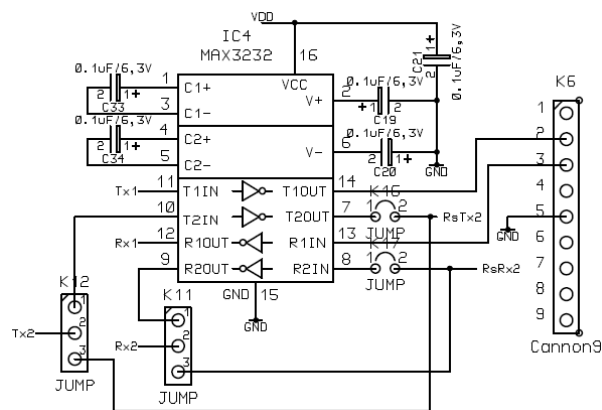 VDD
IC4
MAX3232
16
VCC
0.1uF/6,3V
1
C1+
2
1
+
C33
3
C1-
0.1uF/6,3V
4
C2+
2
1
+
C34
5
C2-
2
V+
0.1uF/6,3V
+
1
2
C19
6
V-
0.1uF/6,3V
2
1
+
C20
GND
C21
1
+
2
0.1uF/6,3V
Tx1
11
T1IN
T1OUT
14
10
T2IN
T2OUT
7
K16
1
2
JUMP
RsTx2
Rx1
12
R1OUT
R1IN
13
9
R2OUT
R2IN
8
K17
1
2
JUMP
RsRx2
GND
15
GND
K12
1
2
3
Tx2
JUMP
K11
1
2
3
Rx2
JUMP
K6
1
2
3
4
5
6
7
8
9
GND
Cannon9